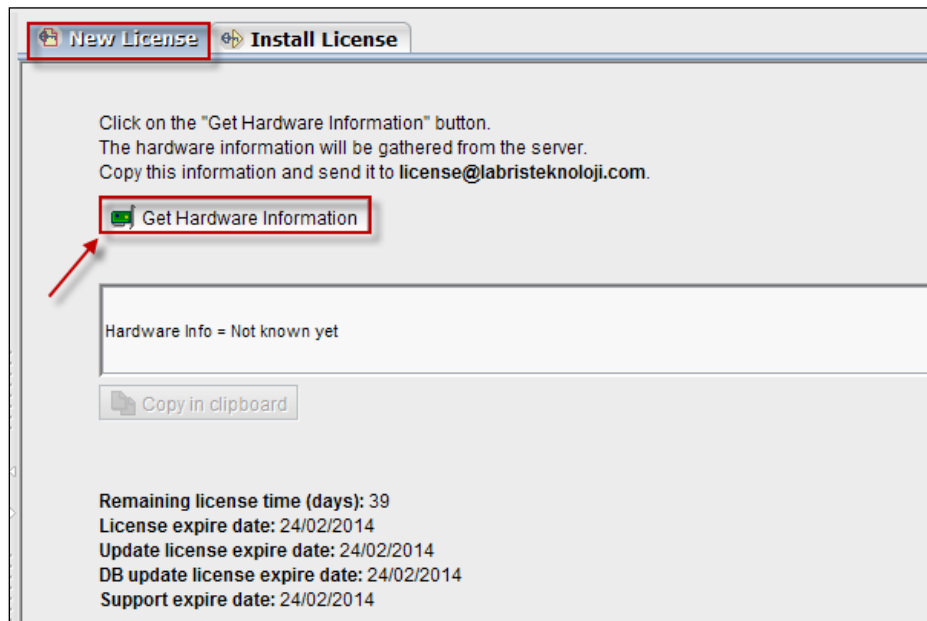 New License Install License
Click on the "Get Hardware Information" button.
The hardware information will be gathered from the server.
Copy this information and send it to license@labristeknoloji.com.
Get Hardware Information
Hardware Info = Not known yet
Copy in clipboard
Remaining license time (days): 39
License expire date: 24/02/2014
Update license expire date: 24/02/2014
DB update license expire date: 24/02/2014
Support expire date: 24/02/2014